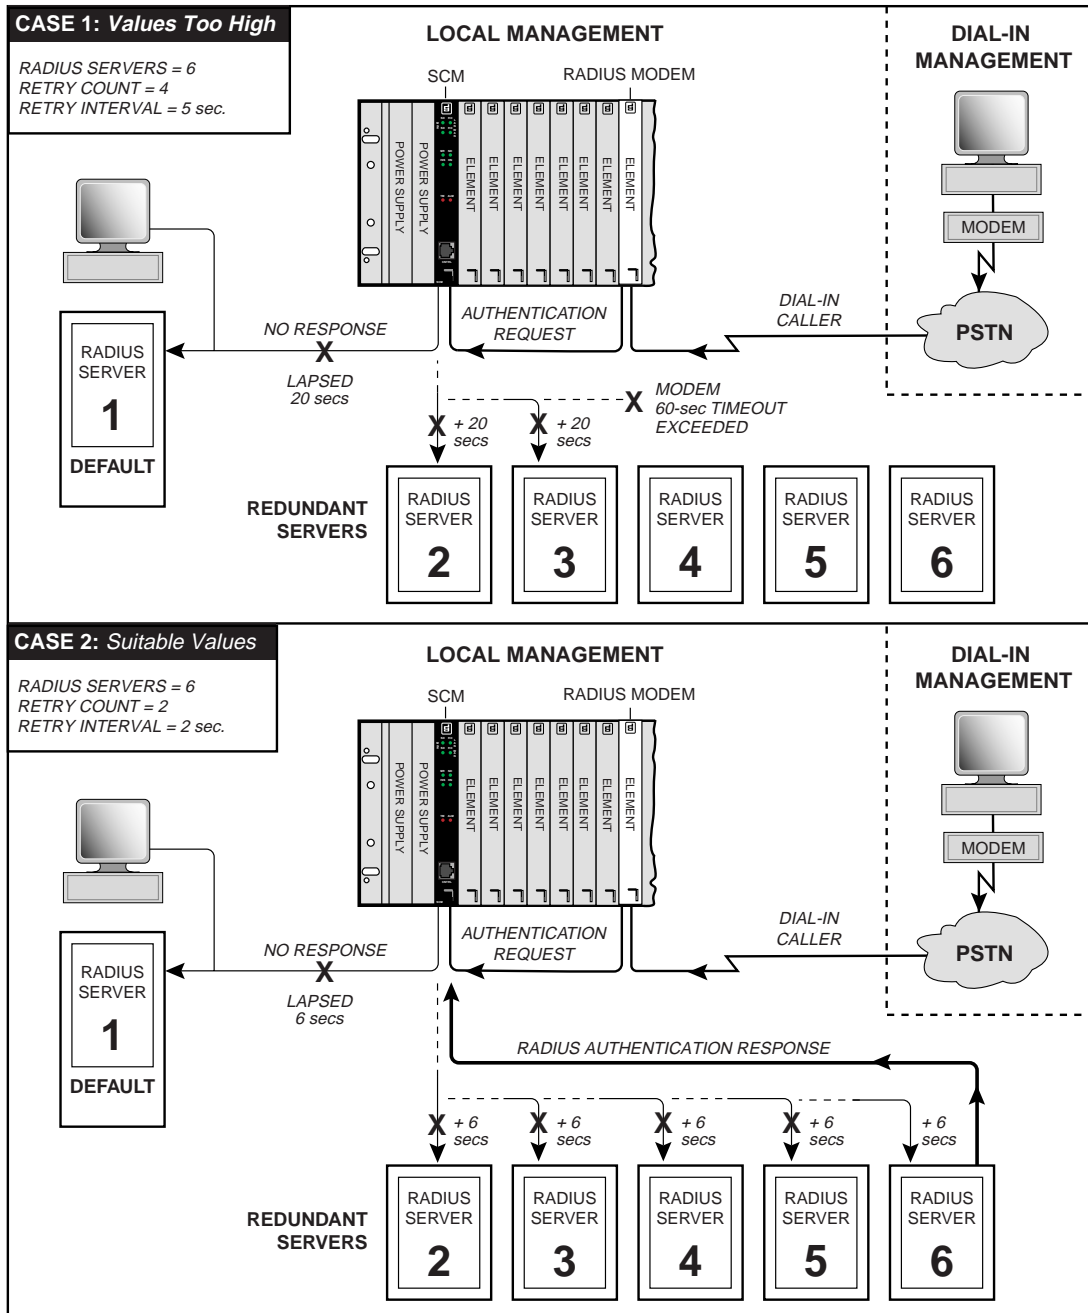 CASE 1: Values Too High
RADIUS SERVERS = 6
RETRY COUNT = 4
RETRY INTERVAL = 5 sec.
LOCAL MANAGEMENT
DIAL-IN
MANAGEMENT
SCM
RADIUS MODEM
POWER SUPPLY
POWER SUPPLY
ELEMENT
ELEMENT
ELEMENT
ELEMENT
ELEMENT
ELEMENT
ELEMENT
ELEMENT
MODEM
PSTN
DIAL-IN
CALLER
AUTHENTICATION
REQUEST
NO RESPONSE
X
LAPSED
20 secs
RADIUS
SERVER
1
DEFAULT
X
MODEM
60-sec TIMEOUT
EXCEEDED
X
+ 20
secs
X
+ 20
secs
REDUNDANT
SERVERS
RADIUS
SERVER
2
RADIUS
SERVER
3
RADIUS
SERVER
4
RADIUS
SERVER
5
RADIUS
SERVER
6
CASE 2: Suitable Values
RADIUS SERVERS = 6
RETRY COUNT = 2
RETRY INTERVAL = 2 sec.
LOCAL MANAGEMENT
DIAL-IN
MANAGEMENT
SCM
RADIUS MODEM
POWER SUPPLY
POWER SUPPLY
ELEMENT
ELEMENT
ELEMENT
ELEMENT
ELEMENT
ELEMENT
ELEMENT
ELEMENT
MODEM
PSTN
DIAL-IN
CALLER
AUTHENTICATION
REQUEST
NO RESPONSE
X
LAPSED
6 secs
RADIUS
SERVER
1
DEFAULT
RADIUS AUTHENTICATION RESPONSE
X
+ 6
secs
X
+ 6
secs
X
+ 6
secs
X
+ 6
secs
+ 6
secs
REDUNDANT
SERVERS
RADIUS
SERVER
2
RADIUS
SERVER
3
RADIUS
SERVER
4
RADIUS
SERVER
5
RADIUS
SERVER
6